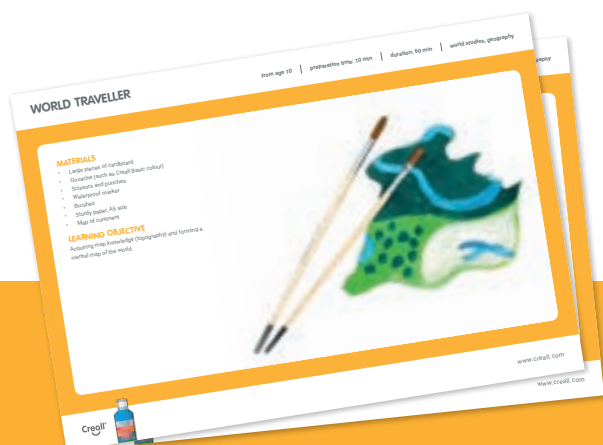 WORLD TRAVELLER
from age 10 | preparation time: 10 min | duration: 50 min | world studies, geography
MATERIALS
• Large pieces of cardboard
• Gouache (such as Creall Basic colour)
• Scissors and punches
• Waterproof marker
• Brushes
• Sturdy paper, A5 size
• Map of continent
LEARNING OBJECTIVE
Acquiring map knowledge (topography) and forming a
mental map of the world.
www.creall.com
www.creall.com
Creall